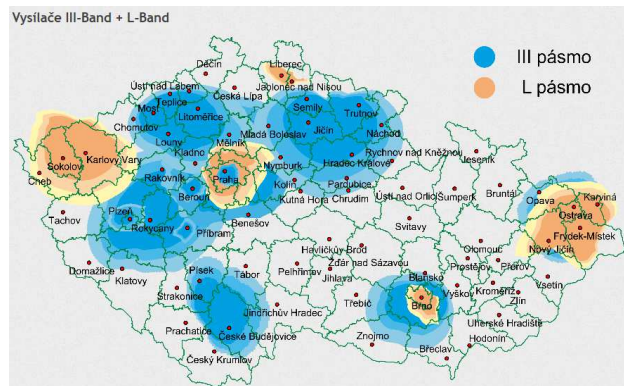 Vysílače III-Band + L-Band
III pásmo
L pásmo
Děčín
Liberec
Ústí nad Labem
Jablonec nad Nisou
Teplice
Česká Lípa
Most
Semily
Trutnov
Litoměřice
Chomutov
Jičín
Náchod
Louny
Mělník
Mladá Boleslav
Kladno
Sokolov
Karlovy Vary
Nymburk
Hradec Králové
Rychnov nad Kněžnou
Jeseník
Cheb
Rakovník
Praha
Kolín
Pardubice
Bruntál
Opava
Karviná
Beroun
Kutná Hora
Chrudim
Ústí nad Orlicí
Šumperk
Ostrava
Tachov
Plzeň
Rokycany
Příbram
Benešov
Svitavy
Frýdek-Místek
Nový Jičín
Domažlice
Klatovy
Písek
Tábor
Pelhřimov
Havlíčkův Brod
Žďár nad Sázavou
Jihlava
Olomouc
Prostějov
Přerov
Vsetín
Blansko
Strakonice
Jindřichův Hradec
Třebíč
Brno
Vyškov
Kroměříž
Zlín
Prachatice
České Budějovice
Uherské Hradiště
Znojmo
Hodonín
Český Krumlov
Břeclav